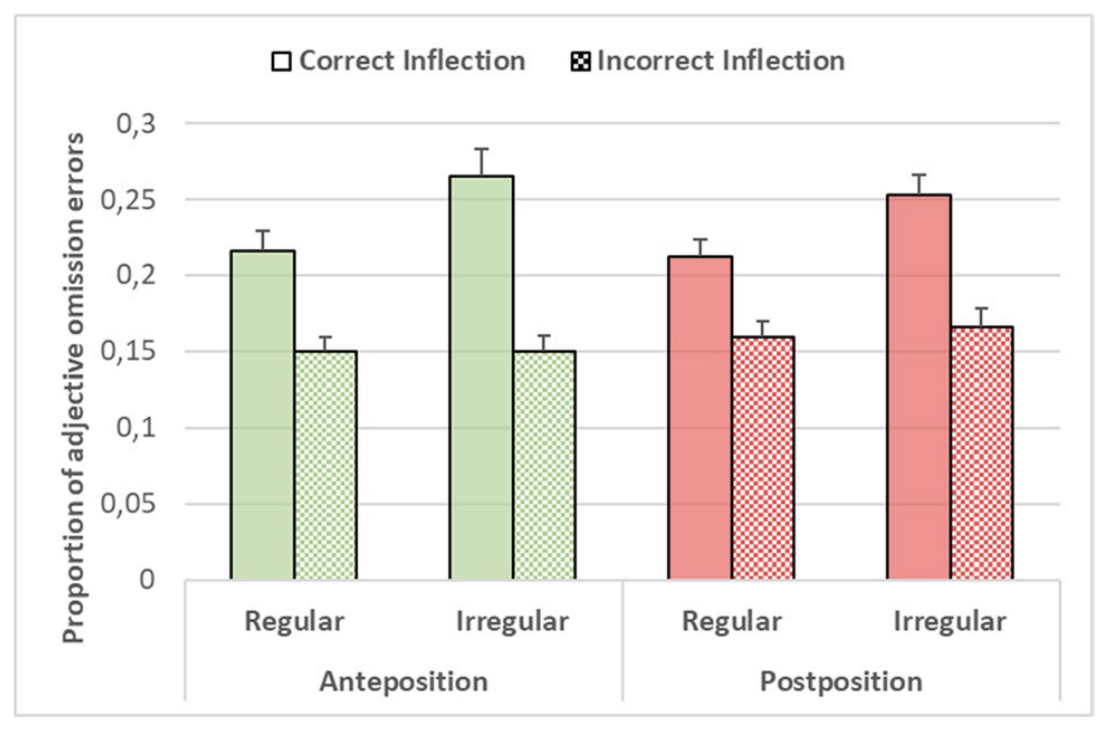 Correct Inflection Incorrect Inflection
Proportion of adjective omission errors
0,3
0,25
0,2
0,15
0,1
0,05
0
Regular Irregular Regular Irregular
Anteposition Postposition